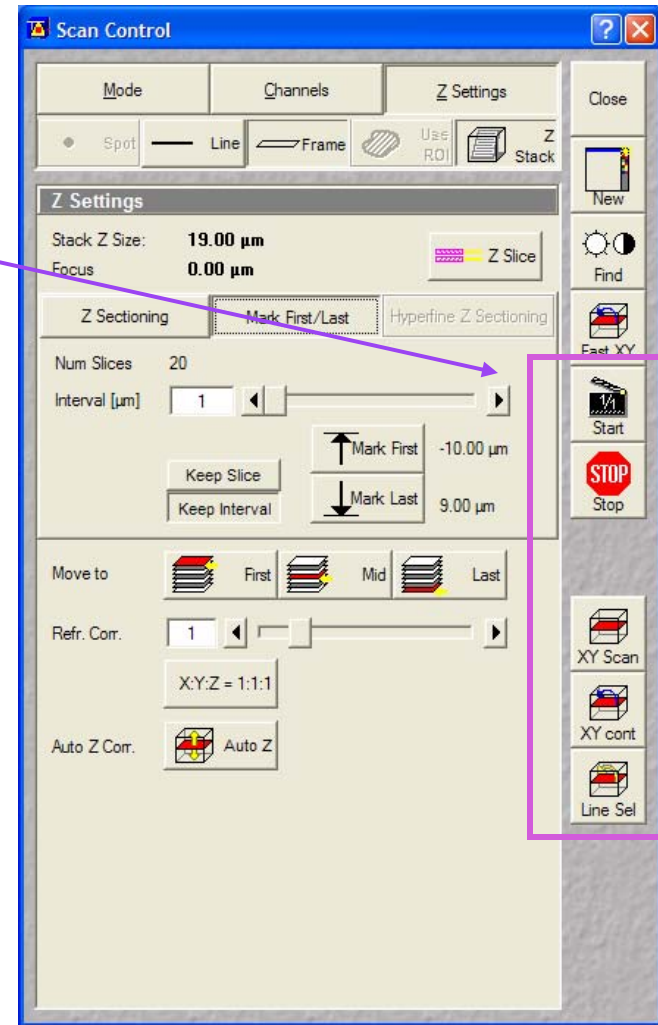 Scan Control
Mode Channels Z Settings Close
Spot Line Frame Use ROI Z Stack
New
Z Settings
Stack Z Size: 19.00 µm
Focus 0.00 µm
Z Slice
Find
Z Sectioning Mark First/Last Hyperfine Z Sectioning
Fast XY
Num Slices 20
Interval [µm] 1
1/1
Start
Mark First -10.00 µm
Keep Slice
Keep Interval
Mark Last 9.00 µm
STOP
Stop
Move to First Mid Last
Refr. Corr. 1
XY Scan
X:Y:Z = 1:1:1
Auto Z Corr. Auto Z
XY cont
Line Sel